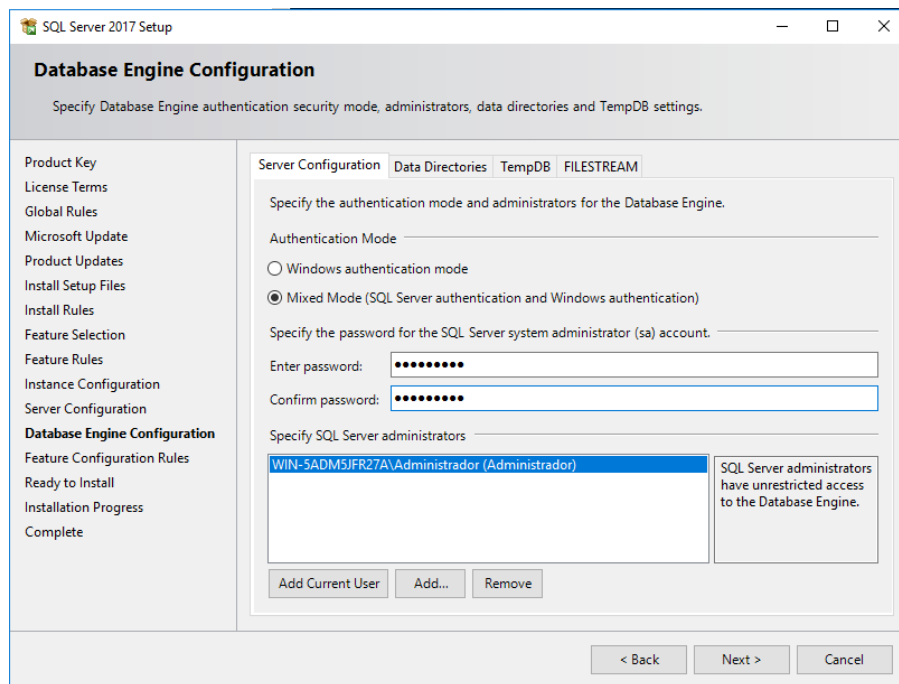 SQL Server 2017 Setup
Database Engine Configuration
Specify Database Engine authentication security mode, administrators, data directories and TempDB settings.
Product Key
License Terms
Global Rules
Microsoft Update
Product Updates
Install Setup Files
Install Rules
Feature Selection
Feature Rules
Instance Configuration
Server Configuration
Database Engine Configuration
Feature Configuration Rules
Ready to Install
Installation Progress
Complete
Server Configuration Data Directories TempDB FILESTREAM
Specify the authentication mode and administrators for the Database Engine.
Authentication Mode
Windows authentication mode
Mixed Mode (SQL Server authentication and Windows authentication)
Specify the password for the SQL Server system administrator (sa) account.
Enter password: ●●●●●●●●●
Confirm password: ●●●●●●●●●
Specify SQL Server administrators
WIN-5ADM5JFR27A\Administrador (Administrador)
SQL Server administrators
have unrestricted access
to the Database Engine.
Add Current User Add... Remove
< Back Next > Cancel